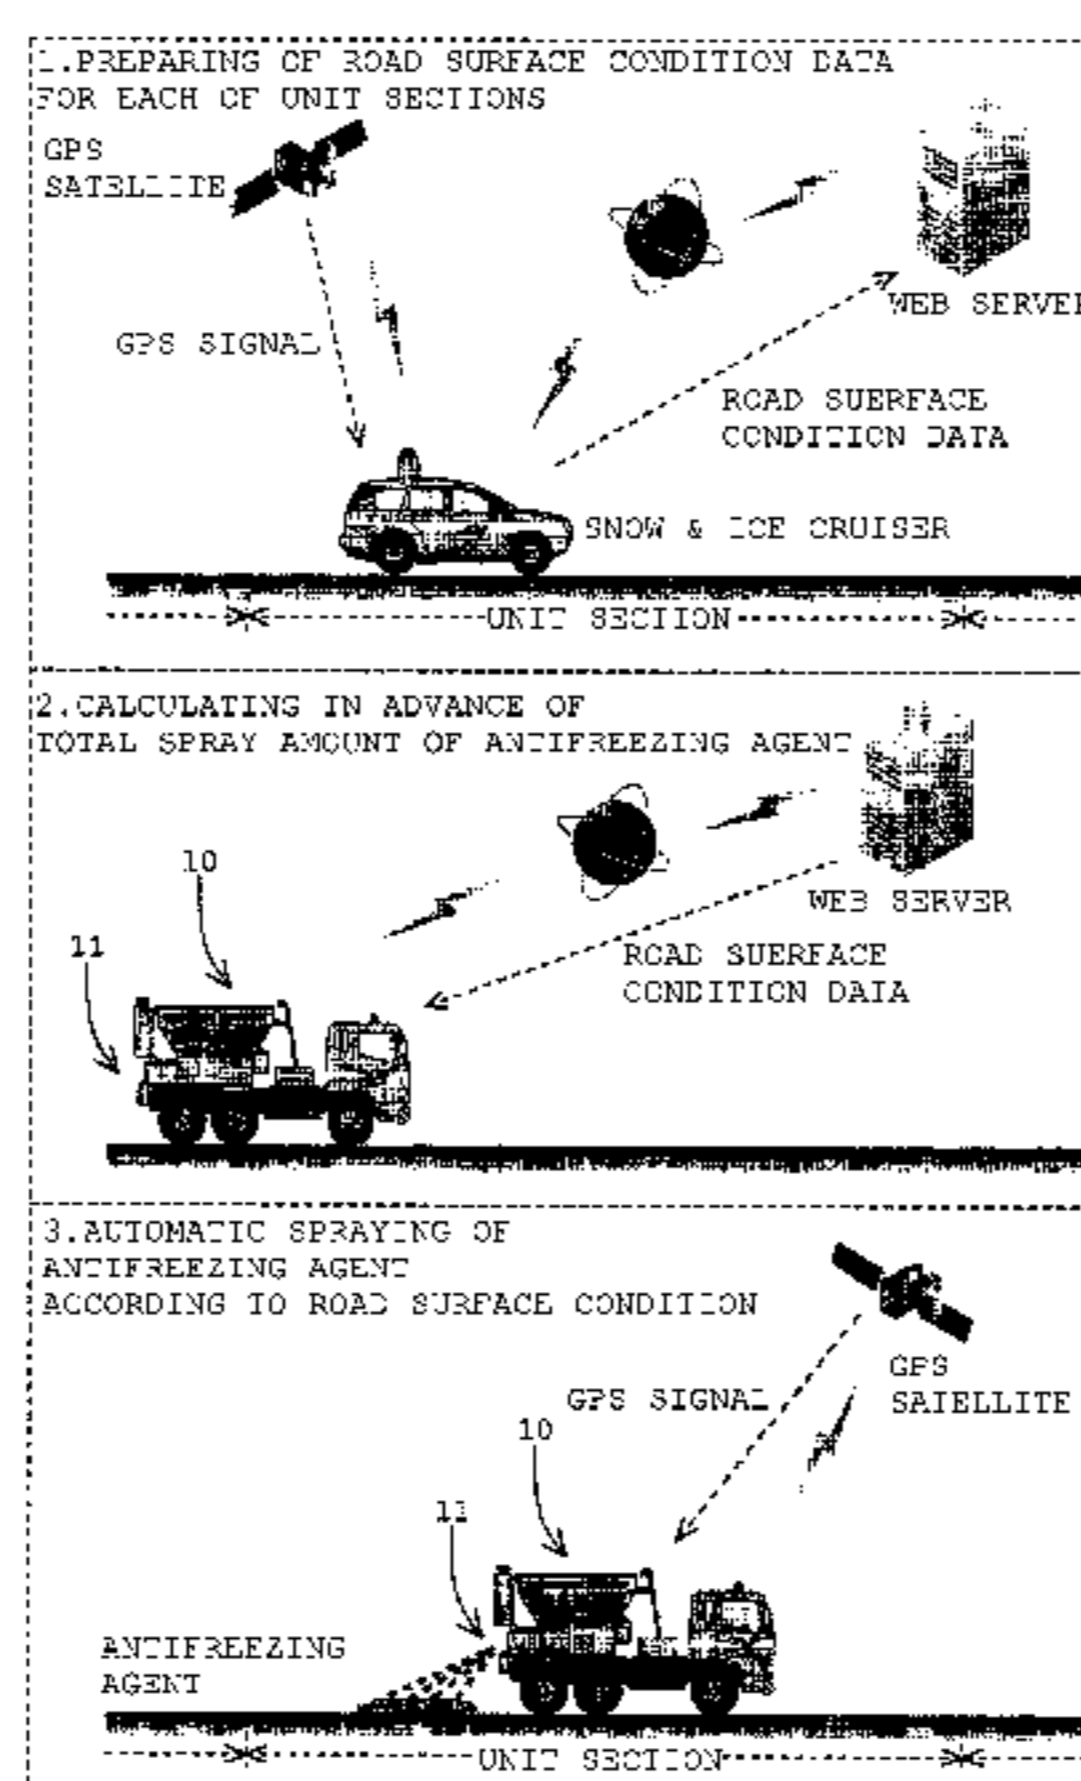 1.PREPARING OF ROAD SURFACE CONDITION DATA
FOR EACH OF UNIT SECTIONS
GPS
SATELLITE
WEB SERVER
GPS SIGNAL
ROAD SUERFACE
CONDITION DATA
SNOW & ICE CRUISER
UNIT SECTION
2.CALCULATING IN ADVANCE OF
TOTAL SPRAY AMOUNT OF ANTIFREEZING AGENT
10
WEB SERVER
11
ROAD SUERFACE
CONDITION DATA
3.AUTOMATIC SPRAYING OF
ANTIFREEZING AGENT
ACCORDING TO ROAD SURFACE CONDITION
GPS
SATELLITE
GPS SIGNAL
10
11
ANTIFREEZING
AGENT
UNIT SECTION